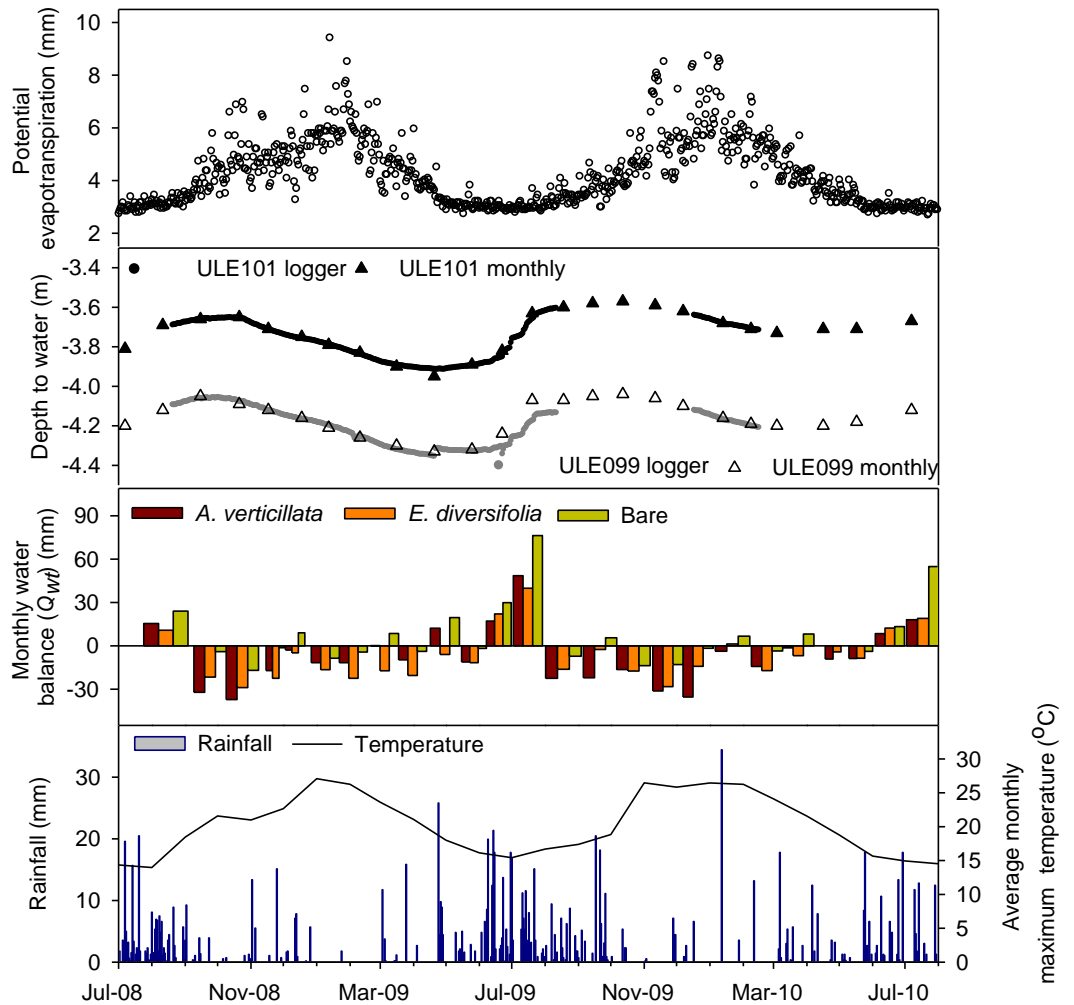 Potential
evapotranspiration (mm)
10
8
6
4
2
Depth to water (m)
-3.4
-3.6
-3.8
-4.0
-4.2
-4.4
ULE101 logger ULE101 monthly
ULE099 logger ULE099 monthly
Monthly water
balance (Qwt) (mm)
90
60
30
0
-30
A. verticillata E. diversifolia Bare
Rainfall (mm)
30
20
10
0
Rainfall Temperature
30
25
20
15
10
5
0
Average monthly
maximum temperature (°C)
Jul-08 Nov-08 Mar-09 Jul-09 Nov-09 Mar-10 Jul-10